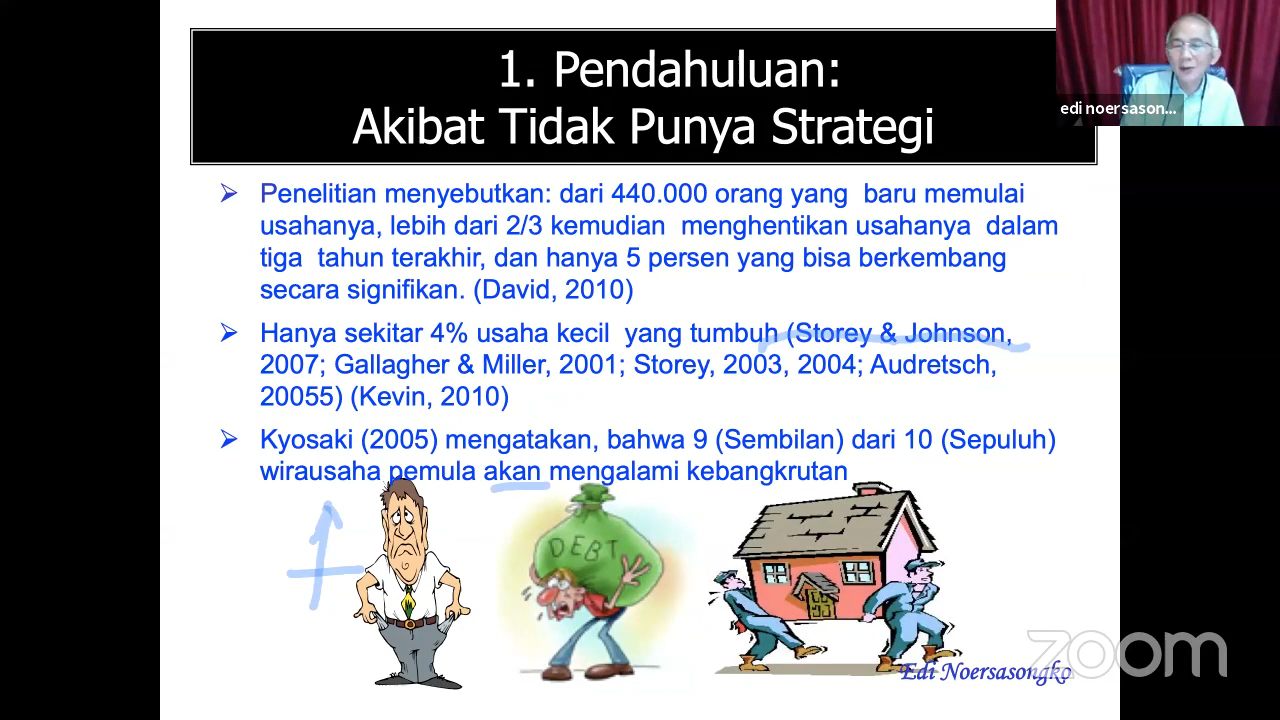 1. Pendahuluan:
Akibat Tidak Punya Strategi
edi noersason...
➢ Penelitian menyebutkan: dari 440.000 orang yang baru memulai
usahanya, lebih dari 2/3 kemudian menghentikan usahanya dalam
tiga tahun terakhir, dan hanya 5 persen yang bisa berkembang
secara signifikan. (David, 2010)
➢ Hanya sekitar 4% usaha kecil yang tumbuh (Storey & Johnson,
2007; Gallagher & Miller, 2001; Storey, 2003, 2004; Audretsch,
20055) (Kevin, 2010)
➢ Kyosaki (2005) mengatakan, bahwa 9 (Sembilan) dari 10 (Sepuluh)
wirausaha pemula akan mengalami kebangkrutan
DEBT
Edi Noersasongko
zoom